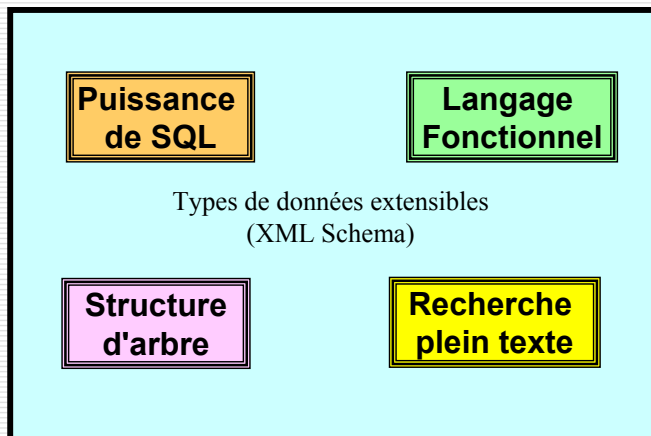 Puissance
de SQL
Langage
Fonctionnel
Types de données extensibles
(XML Schema)
Structure
d'arbre
Recherche
plein texte